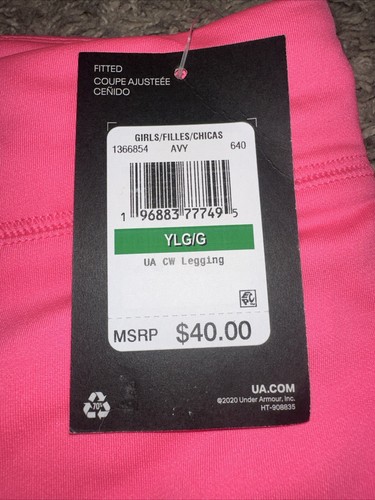 FITTED
COUPE AJUSTEÉE
CEÑIDO
GIRLS/FILLES/CHICAS
1366854 AVY 640
1 96883 77749 5
YLG/G
UA CW Legging
MSRP $40.00
70%
UA.COM
©2020 Under Armour, Inc.
HT-908835